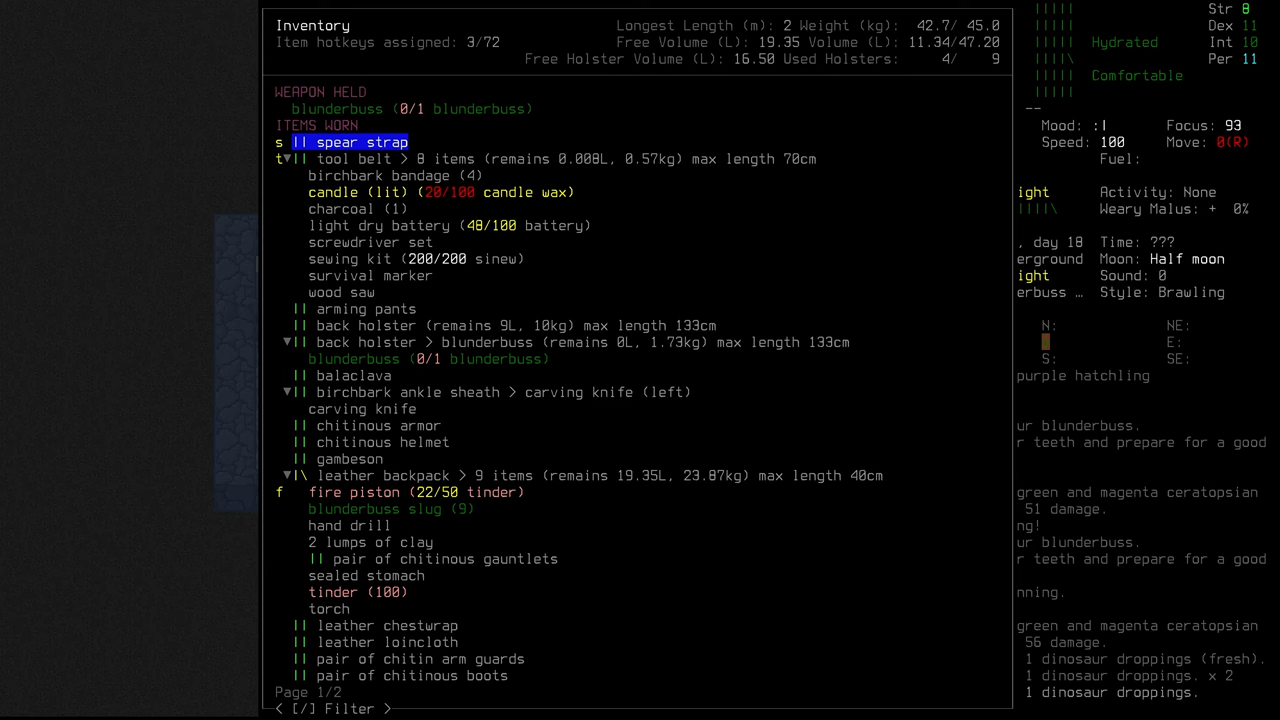 Inventory
Item hotkeys assigned: 3/72
Longest Length (m): 2 Weight (kg): 42.7/ 45.0
Free Volume (L): 19.35 Volume (L): 11.34/47.20
Free Holster Volume (L): 16.50 Used Holsters: 4/ 9
WEAPON HELD
blunderbuss (0/1 blunderbuss)
ITEMS WORN
s || spear strap
t▼|| tool belt > 8 items (remains 0.008L, 0.57kg) max length 70cm
birchbark bandage (4)
candle (lit) (20/100 candle wax)
charcoal (1)
light dry battery (48/100 battery)
screwdriver set
sewing kit (200/200 sinew)
survival marker
wood saw
|| arming pants
|| back holster (remains 9L, 10kg) max length 133cm
▼|| back holster > blunderbuss (remains 0L, 1.73kg) max length 133cm
blunderbuss (0/1 blunderbuss)
|| balaclava
▼|| birchbark ankle sheath > carving knife (left)
carving knife
|| chitinous armor
|| chitinous helmet
|| gambeson
▼|\ leather backpack > 9 items (remains 19.35L, 23.87kg) max length 40cm
f fire piston (22/50 tinder)
blunderbuss slug (9)
hand drill
2 lumps of clay
|| pair of chitinous gauntlets
sealed stomach
tinder (100)
torch
|| leather chestwrap
|| leather loincloth
|| pair of chitin arm guards
|| pair of chitinous boots
Page 1/2
< [/] Filter >
||||| Str 8
||||| Dex 11
||||| Hydrated Int 10
||||\ Per 11
||||| Comfortable
|||||
--
Mood: :| Focus: 93
Speed: 100 Move: 0(R)
Fuel:
ight Activity: None
||||\ Weary Malus: + 0%
, day 18 Time: ???
erground Moon: Half moon
ight Sound: 0
erbuss … Style: Brawling
N: NE:
E:
S: SE:
purple hatchling
ur blunderbuss.
r teeth and prepare for a good
green and magenta ceratopsian
51 damage.
ng!
ur blunderbuss.
r teeth and prepare for a good
nning.
green and magenta ceratopsian
56 damage.
1 dinosaur droppings (fresh).
1 dinosaur droppings. x 2
1 dinosaur droppings.